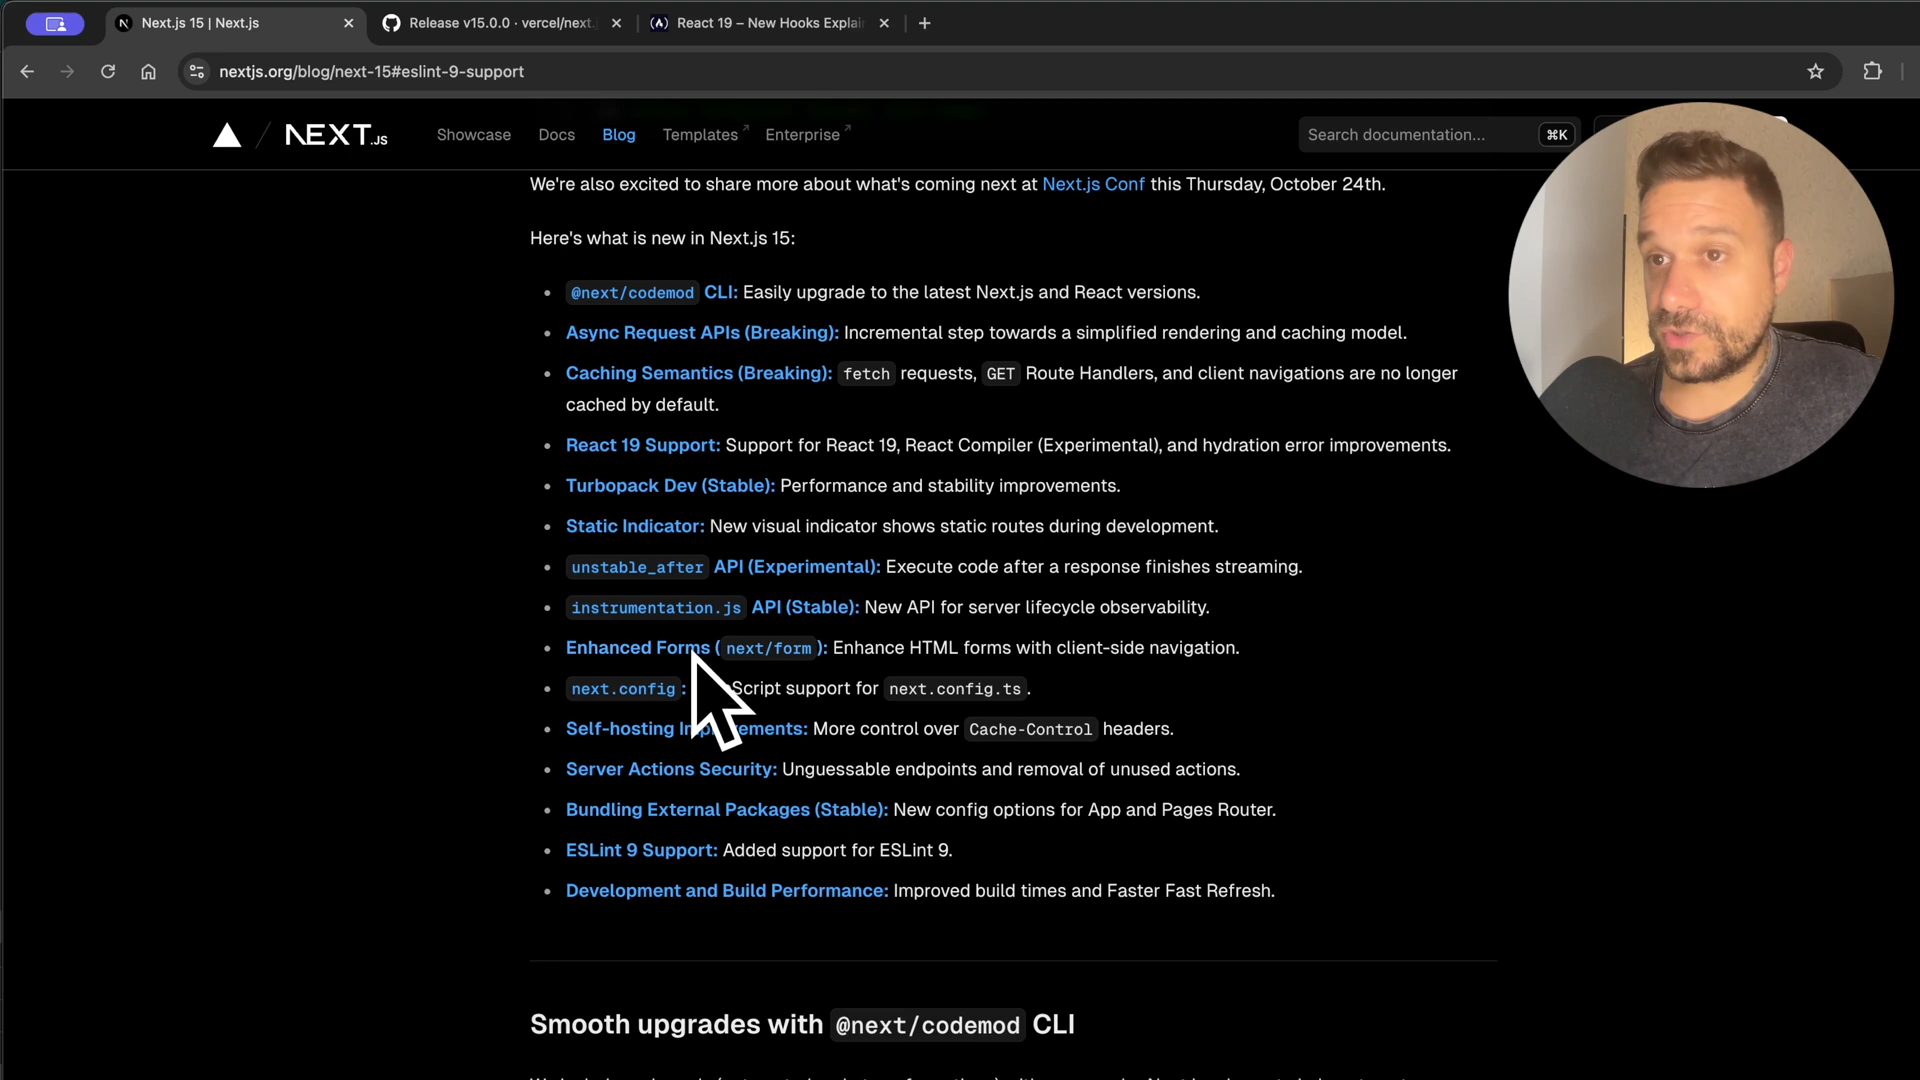 Next.js 15 | Next.js
Release v15.0.0 · vercel/next.
React 19 – New Hooks Explai
nextjs.org/blog/next-15#eslint-9-support
NEXT.JS
Showcase
Docs
Blog
Templates
Enterprise
Search documentation...
⌘K
We're also excited to share more about what's coming next at Next.js Conf this Thursday, October 24th.
Here's what is new in Next.js 15:
@next/codemod CLI: Easily upgrade to the latest Next.js and React versions.
Async Request APIs (Breaking): Incremental step towards a simplified rendering and caching model.
Caching Semantics (Breaking): fetch requests, GET Route Handlers, and client navigations are no longer
cached by default.
React 19 Support: Support for React 19, React Compiler (Experimental), and hydration error improvements.
Turbopack Dev (Stable): Performance and stability improvements.
Static Indicator: New visual indicator shows static routes during development.
unstable_after API (Experimental): Execute code after a response finishes streaming.
instrumentation.js API (Stable): New API for server lifecycle observability.
Enhanced Forms (next/form): Enhance HTML forms with client-side navigation.
next.config: Script support for next.config.ts.
Self-hosting Improvements: More control over Cache-Control headers.
Server Actions Security: Unguessable endpoints and removal of unused actions.
Bundling External Packages (Stable): New config options for App and Pages Router.
ESLint 9 Support: Added support for ESLint 9.
Development and Build Performance: Improved build times and Faster Fast Refresh.
Smooth upgrades with @next/codemod CLI